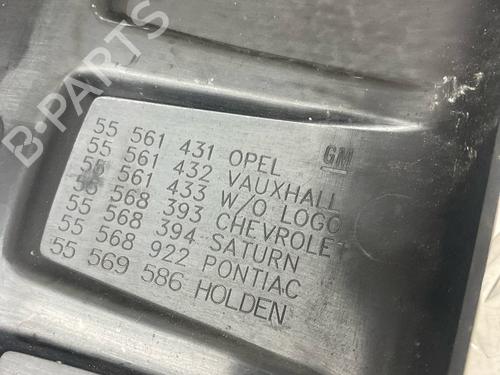 55 561 431 OPEL GM
55 561 432 VAUXHALL
55 561 433 W/O LOGO
55 568 393 CHEVROLET
55 568 394 SATURN
55 568 922 PONTIAC
55 569 586 HOLDEN
B-PARTS